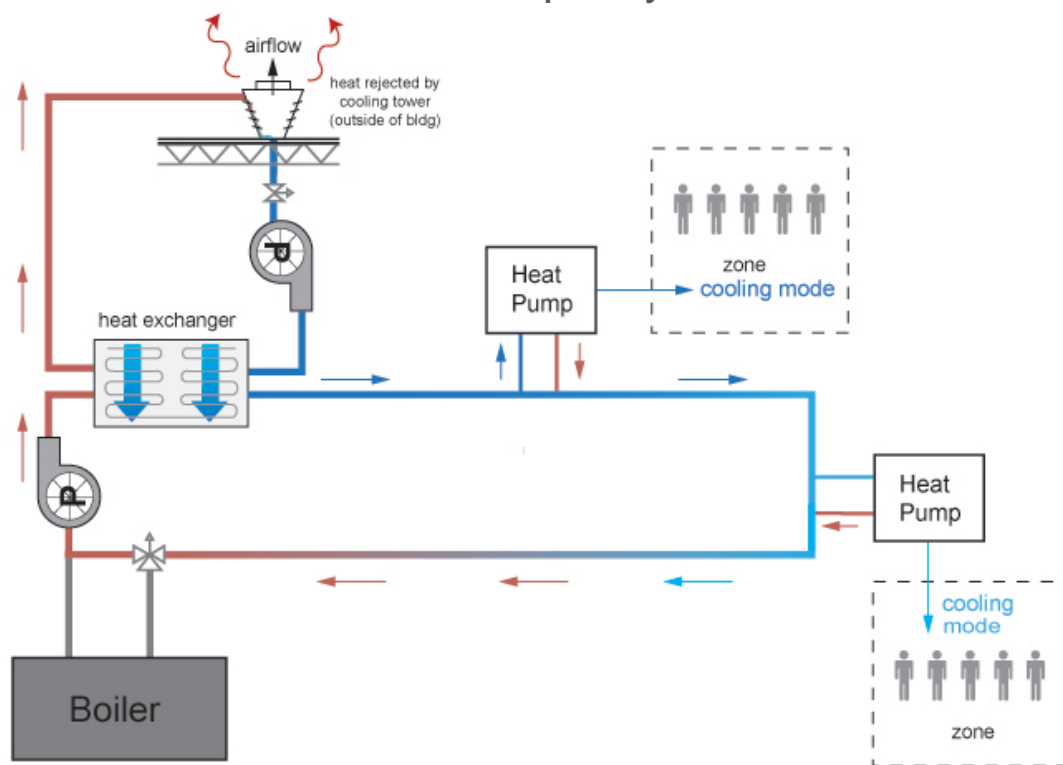 airflow
heat rejected by
cooling tower
(outside of bldg)
zone
cooling mode
Heat
Pump
heat exchanger
Heat
Pump
cooling
mode
zone
Boiler